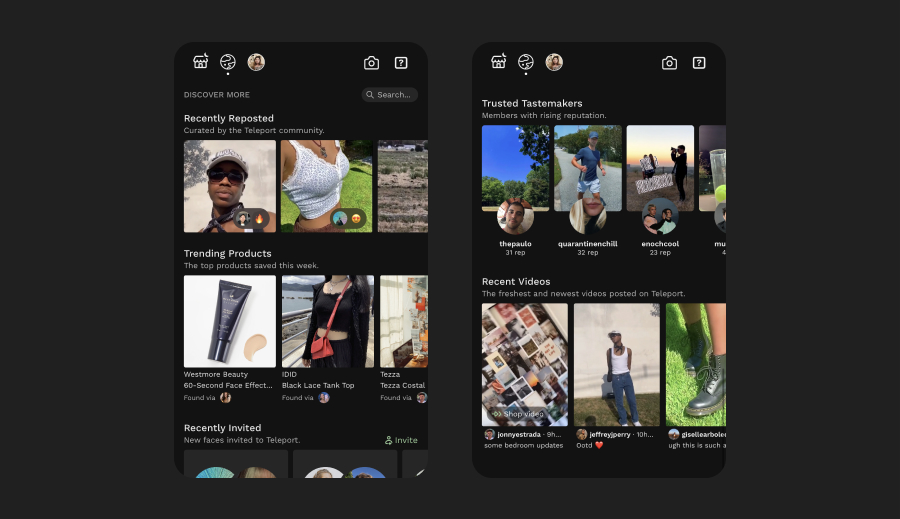 DISCOVER MORE
Search...
Recently Reposted
Curated by the Teleport community.
Trending Products
The top products saved this week.
Westmore Beauty
60-Second Face Effect...
Found via
IDID
Black Lace Tank Top
Found via
Tezza
Tezza Costal
Found via
Recently Invited
New faces invited to Teleport.
Invite
Trusted Tastemakers
Members with rising reputation.
thepaulo
31 rep
quarantinenchill
32 rep
enochcool
23 rep
mu
4
Recent Videos
The freshest and newest videos posted on Teleport.
Shop video
jonnyestrada · 9h...
some bedroom updates
jeffreyjperry · 10h...
Ootd ❤️
gisellearboled
ugh this is such a